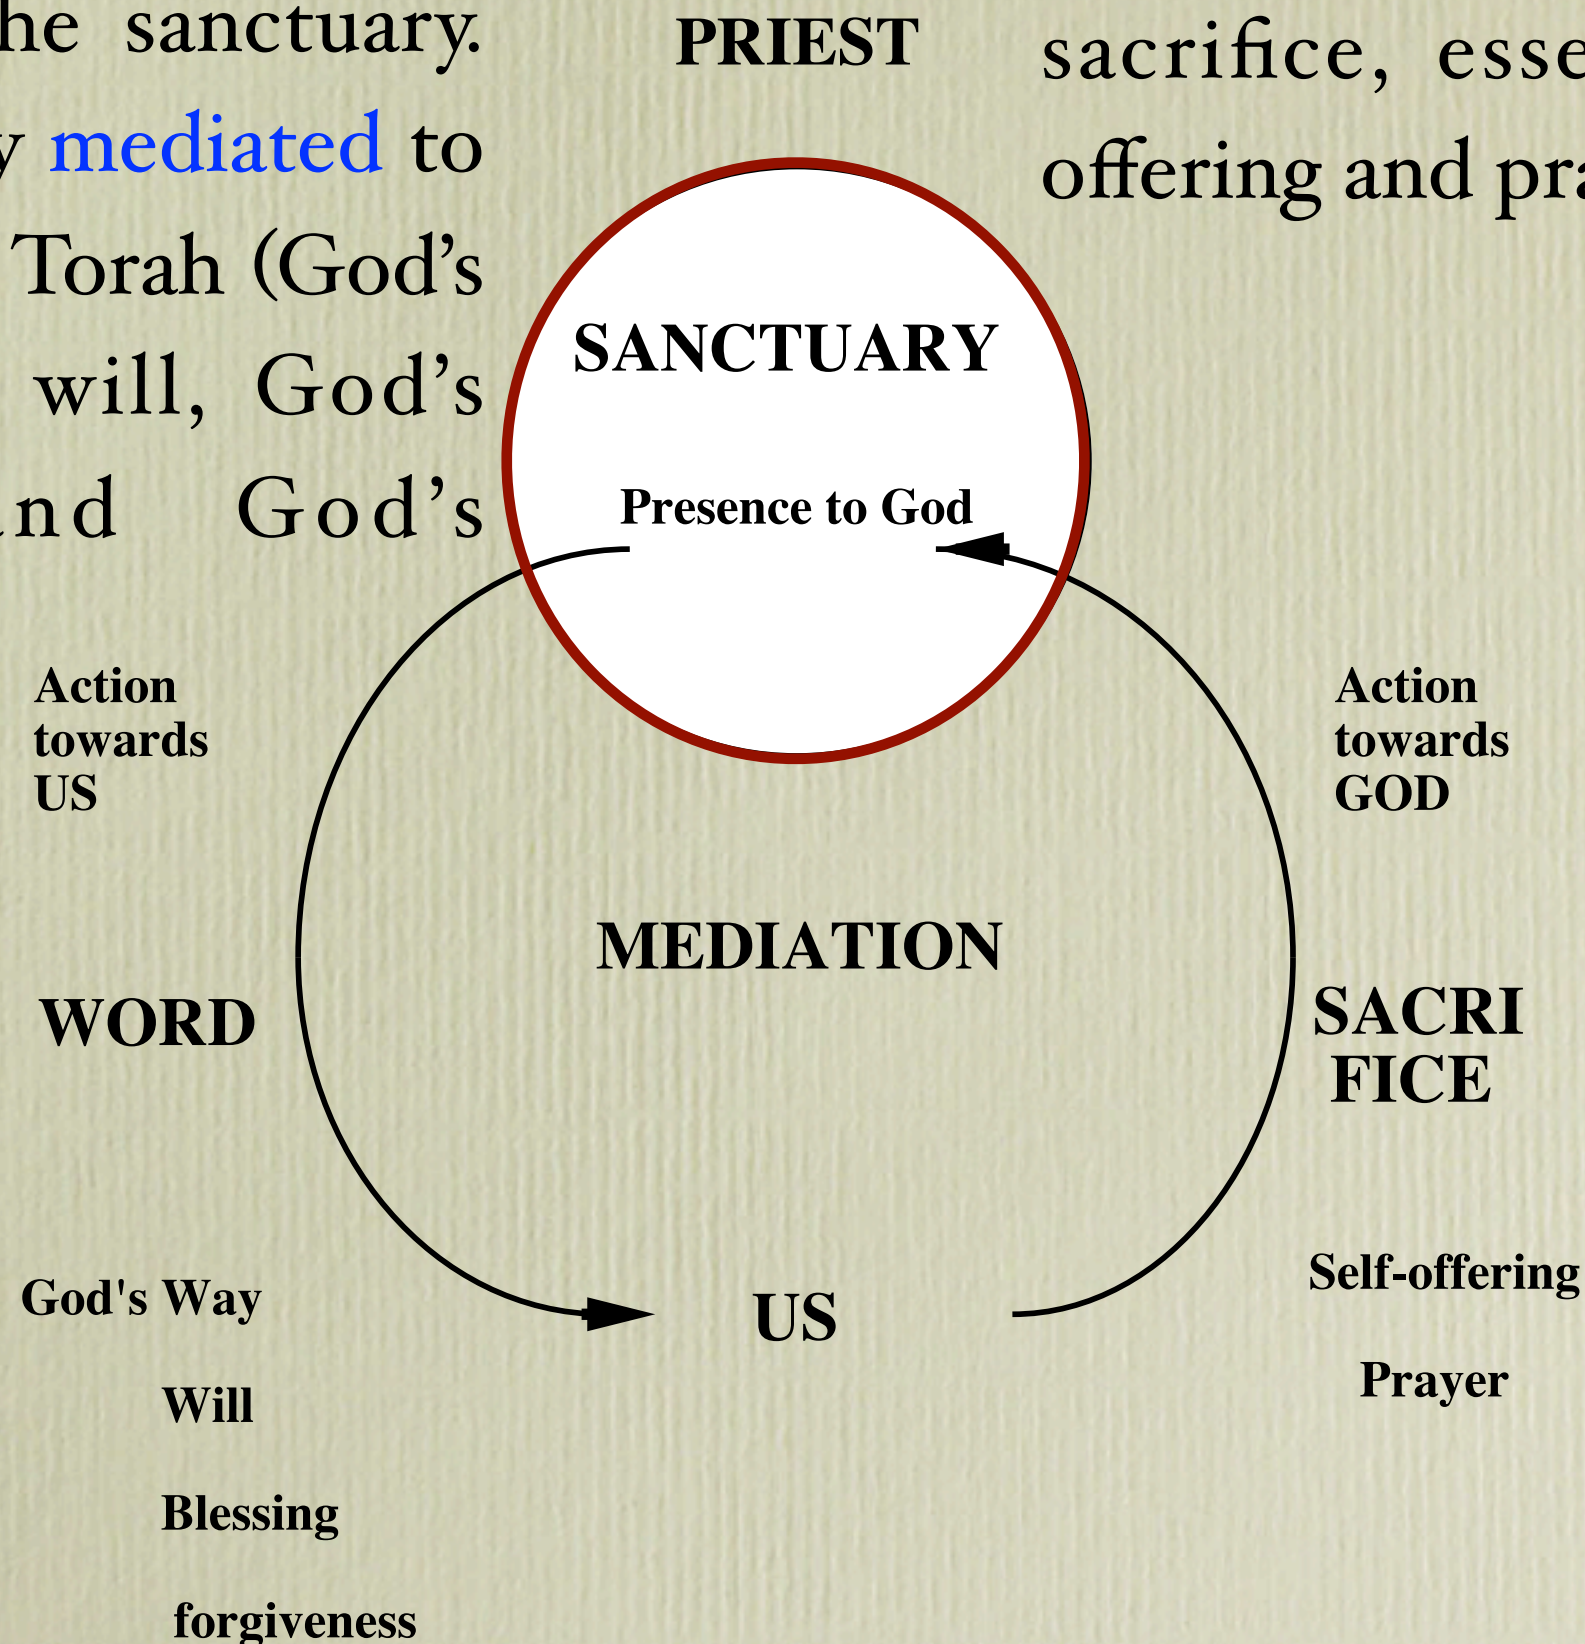 he sanctuary.
mediated to
Torah (God’s
will, God’s
nd God’s
PRIEST
sacrifice, esse
offering and pra
SANCTUARY
Presence to God
Action
towards
US
Action
towards
GOD
MEDIATION
WORD
SACRI
FICE
God's Way
Will
Blessing
forgiveness
US
Self-offering
Prayer